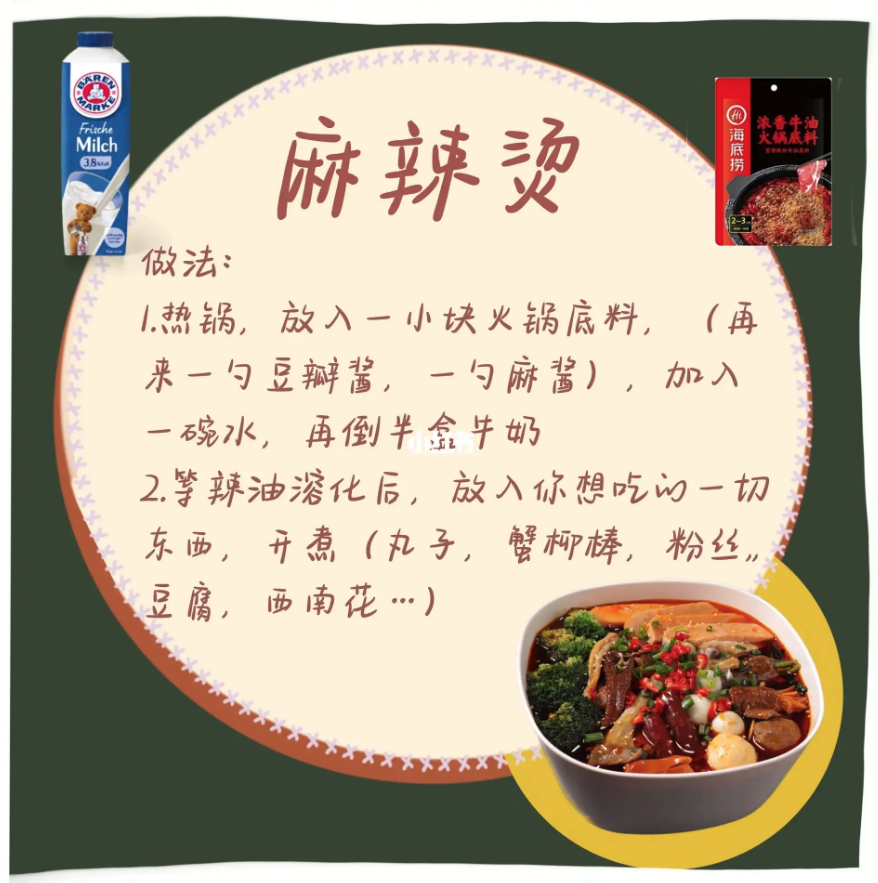 BÄREN
MARKE
Frische
Milch
3.8%
海底捞
浓香牛油
火锅底料
2-3
麻辣烫
做法:
1.热锅, 放入一小块火锅底料, (再
来一勺豆瓣酱, 一勺麻酱) , 加入
一碗水, 再倒半盒牛奶
小红书
2.等辣油溶化后, 放入你想吃的一切
东西, 开煮 (丸子, 蟹柳棒, 粉丝,,
豆腐, 西南花…)